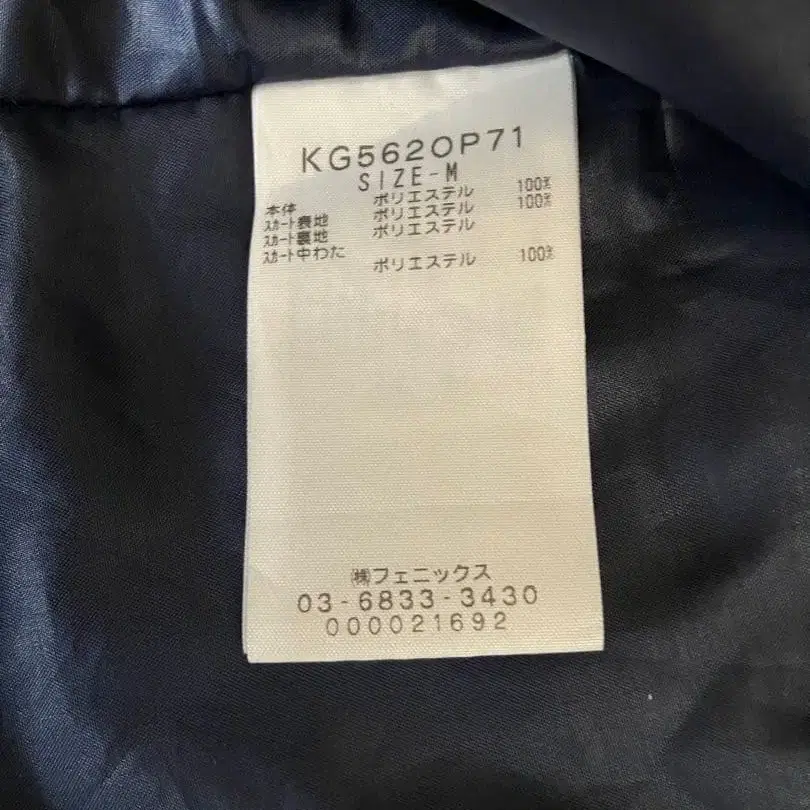 KG562OP71
SIZE-M
本体 ポリエステル 100%
スカート表地 ポリエステル 100%
スカート裏地 ポリエステル
スカート中わた ポリエステル 100%
㈱フェニックス
03-6833-3430
000021692